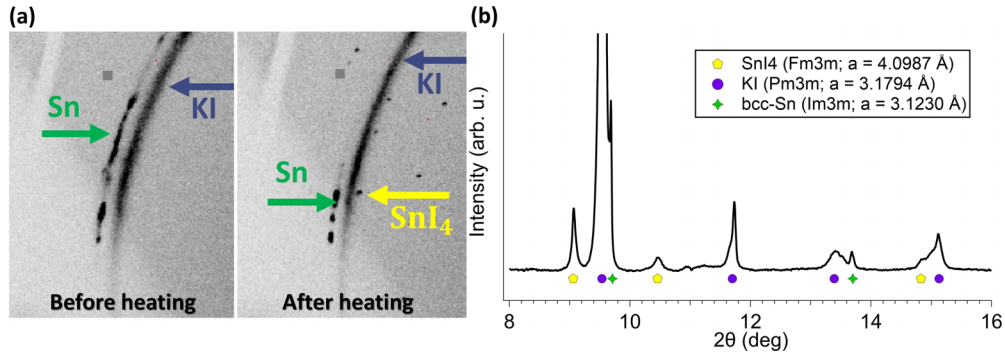 (a)
KI
Sn
Before heating
KI
Sn
SnI4
After heating
(b)
Intensity (arb. u.)
SnI4 (Fm3m; a = 4.0987 Å)
KI (Pm3m; a = 3.1794 Å)
bcc-Sn (Im3m; a = 3.1230 Å)
8 10 12 14 16
2θ (deg)